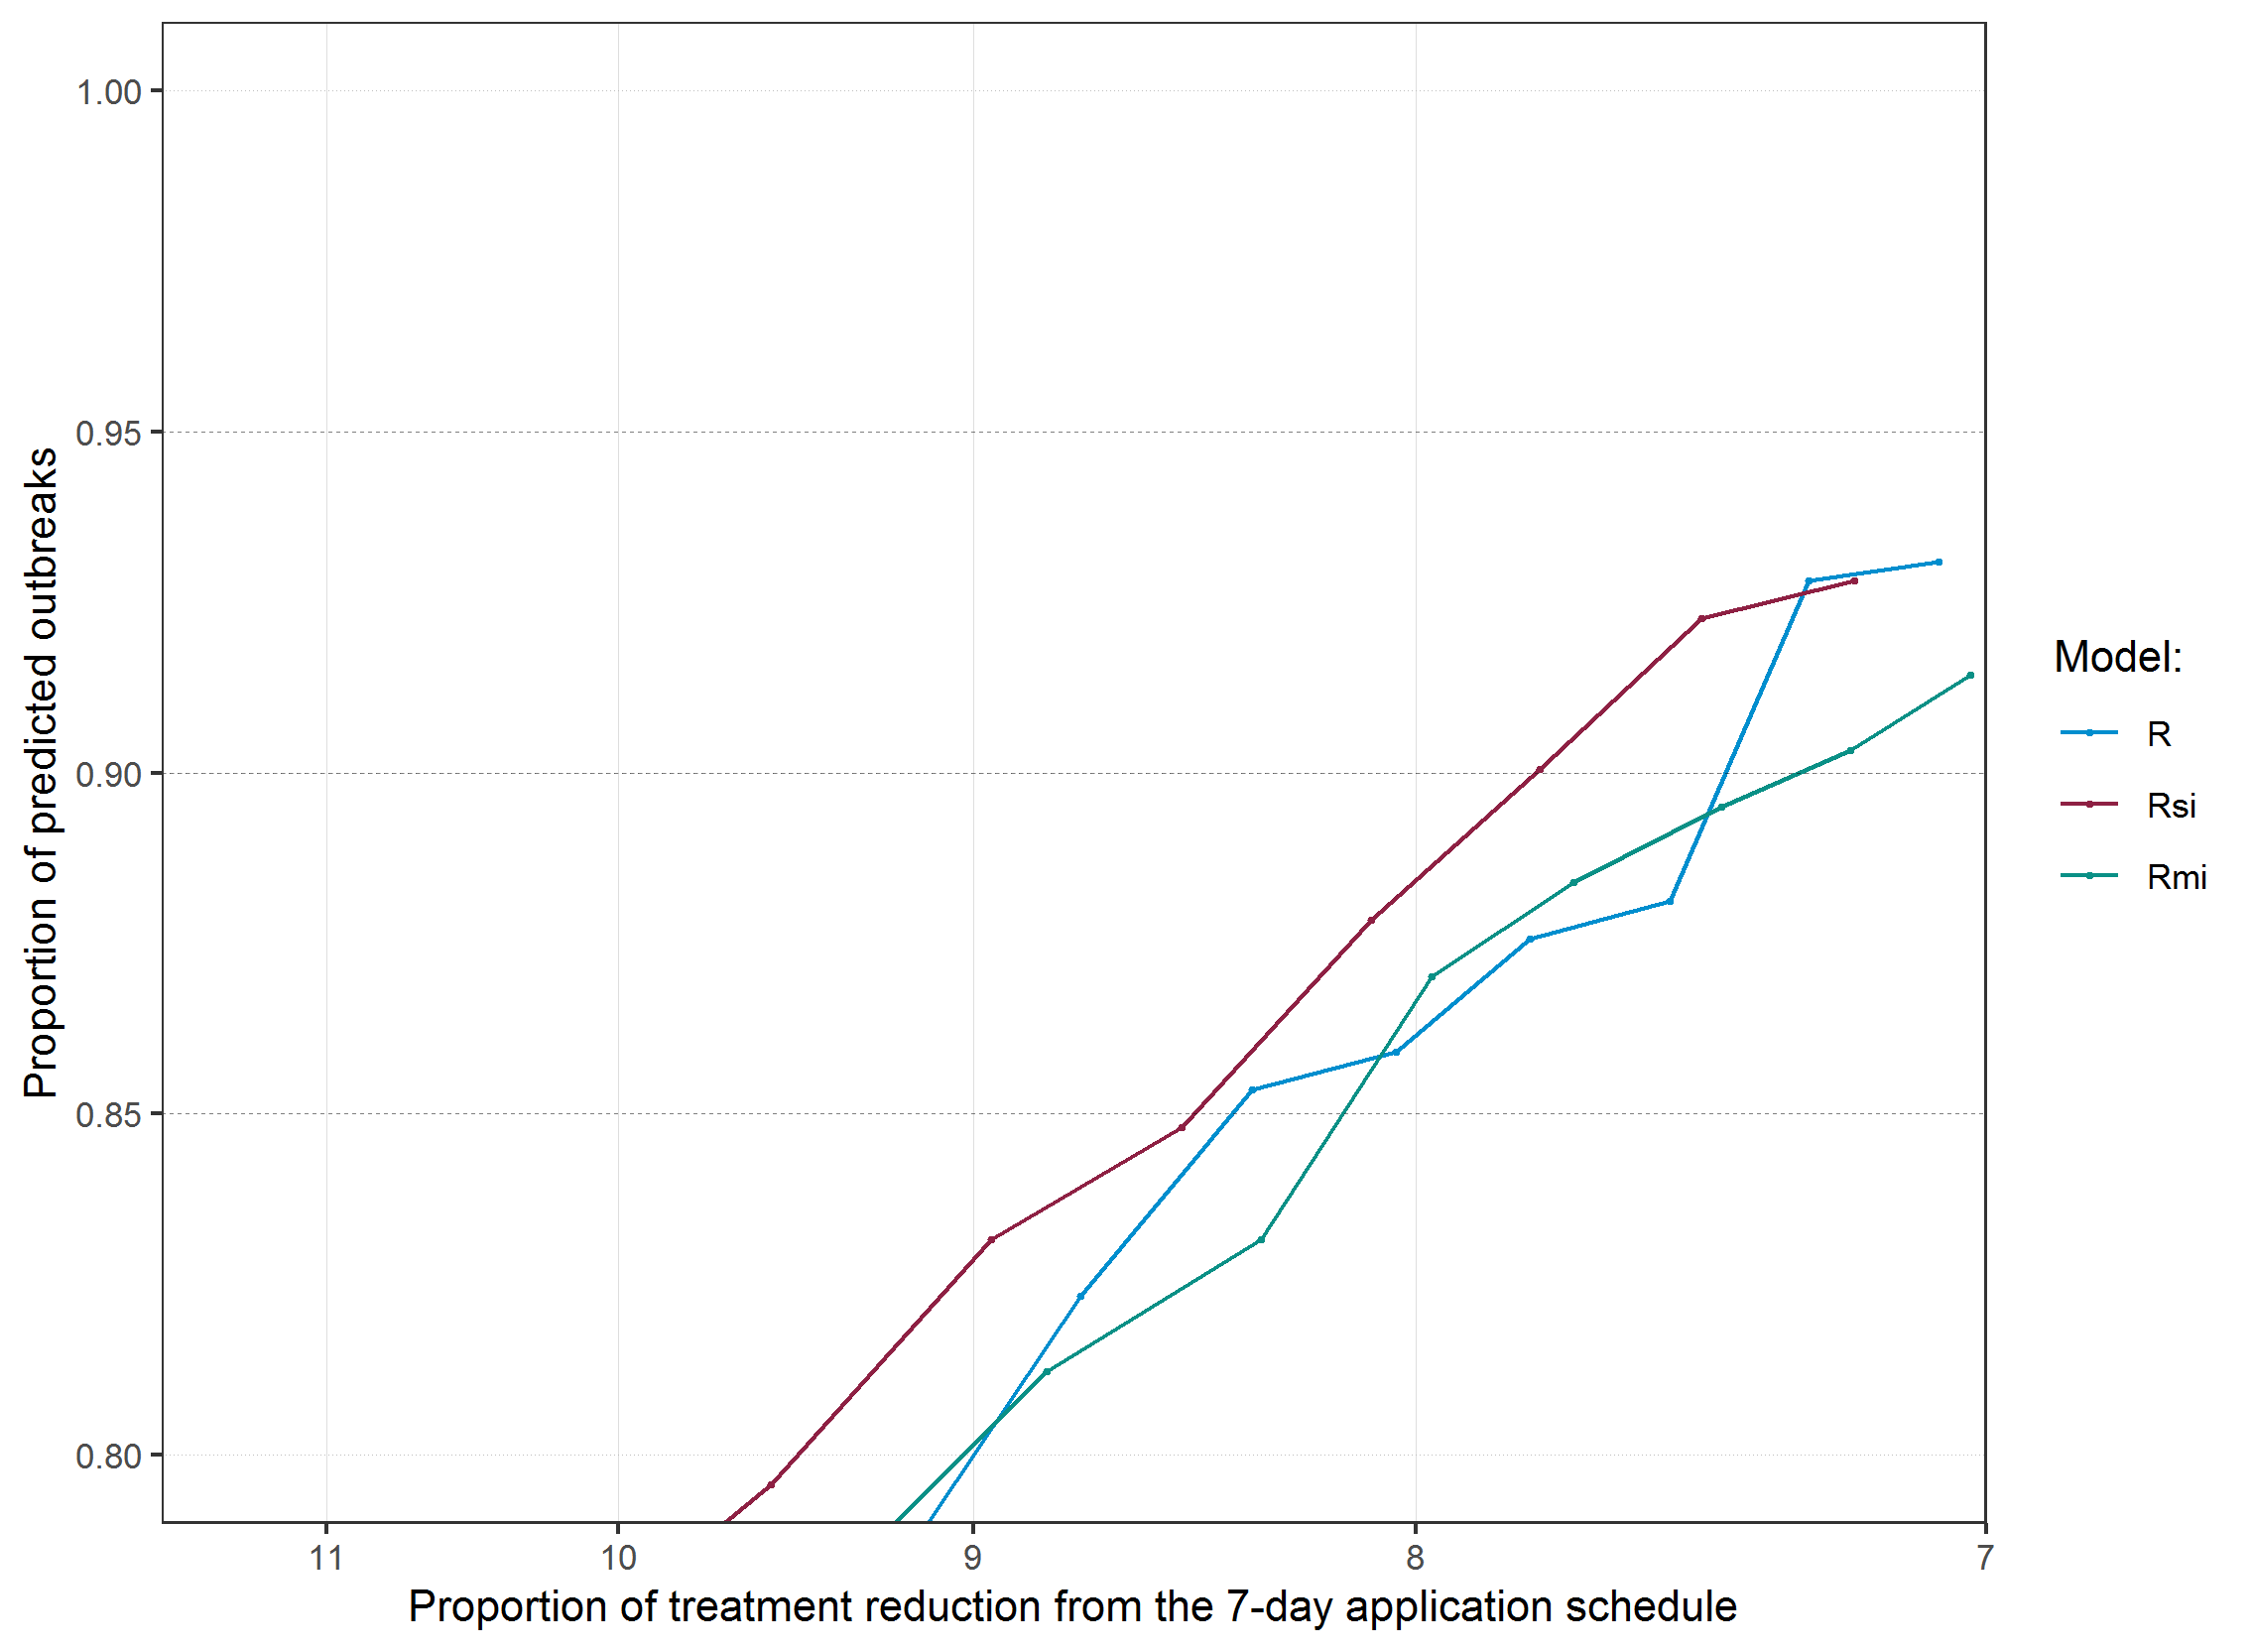 1.00
0.95
0.90
0.85
0.80
Proportion of predicted outbreaks
11 10 9 8 7
Proportion of treatment reduction from the 7-day application schedule
Model:
R
Rsi
Rmi